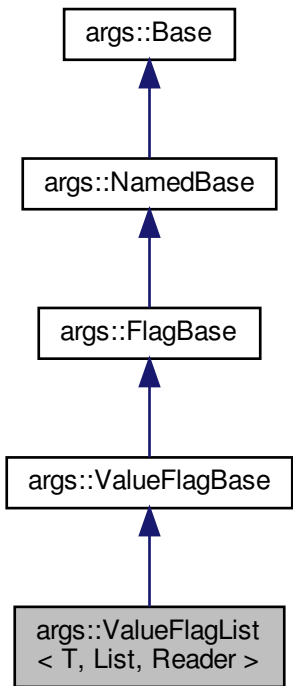 args::Base
args::NamedBase
args::FlagBase
args::ValueFlagBase
args::ValueFlagList
< T, List, Reader >